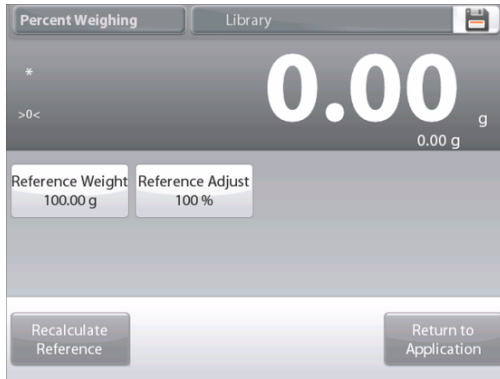 Percent Weighing
Library
*
0.00
>0<
g
0.00 g
Reference Weight
100.00 g
Reference Adjust
100 %
Recalculate
Reference
Return to
Application